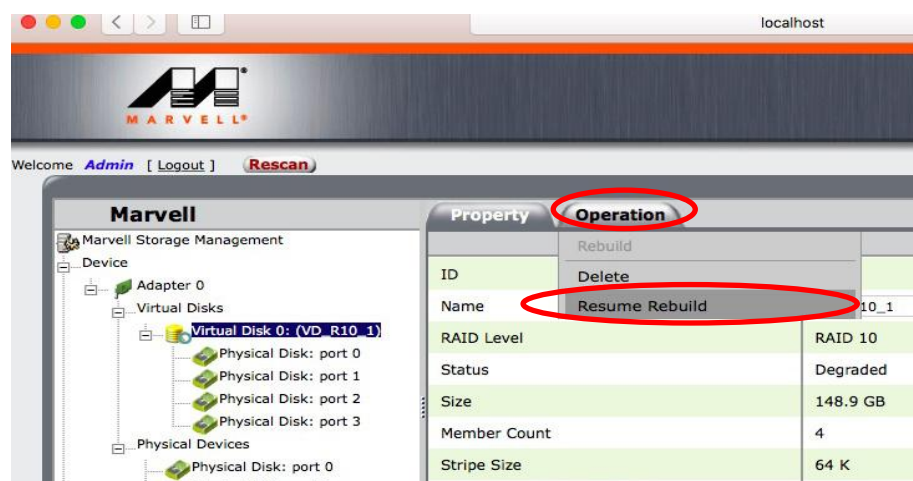 localhost
MARVELL®
Welcome Admin [ Logout ] Rescan
Marvell
Marvell Storage Management
Device
Adapter 0
Virtual Disks
Virtual Disk 0: (VD_R10_1)
Physical Disk: port 0
Physical Disk: port 1
Physical Disk: port 2
Physical Disk: port 3
Physical Devices
Physical Disk: port 0
Property Operation
Rebuild
Delete
Resume Rebuild
ID
Name 10_1
RAID Level RAID 10
Status Degraded
Size 148.9 GB
Member Count 4
Stripe Size 64 K